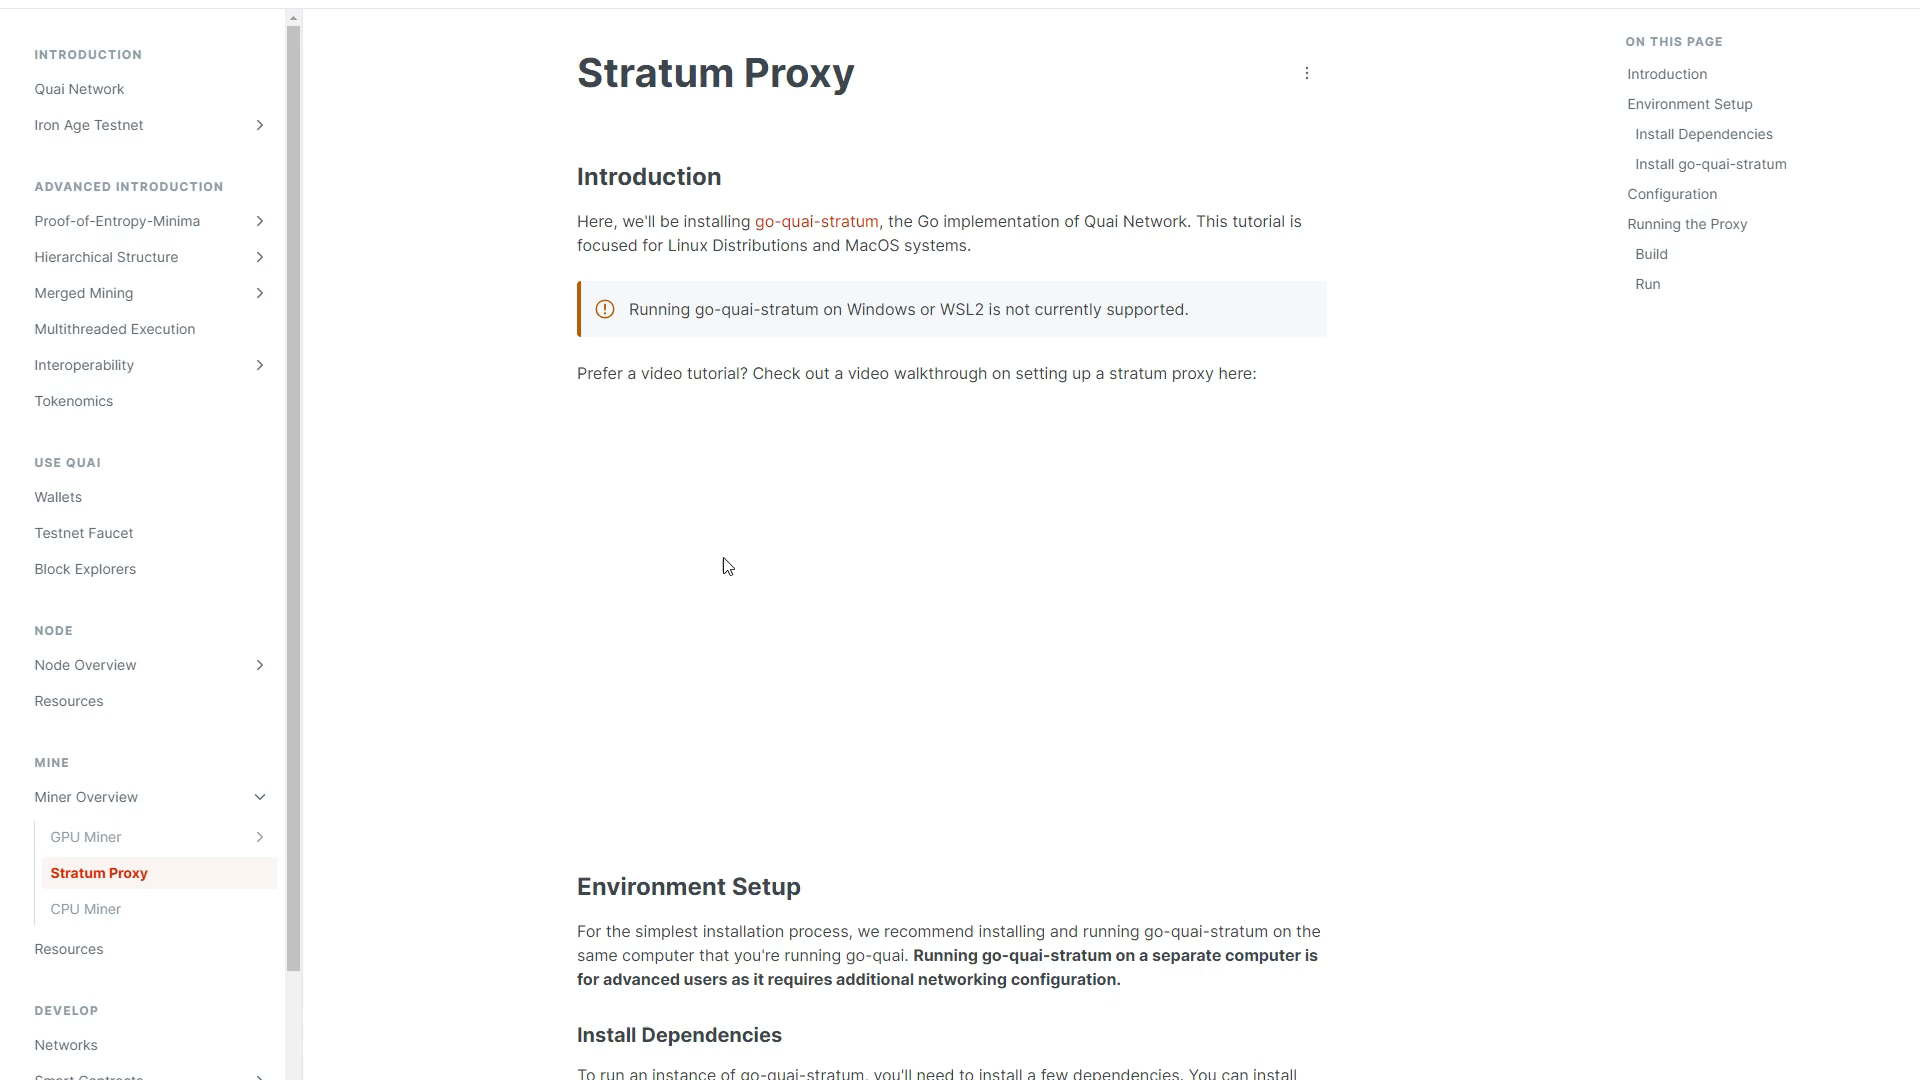 INTRODUCTION
Quai Network
Iron Age Testnet
ADVANCED INTRODUCTION
Proof-of-Entropy-Minima
Hierarchical Structure
Merged Mining
Multithreaded Execution
Interoperability
Tokenomics
USE QUAI
Wallets
Testnet Faucet
Block Explorers
NODE
Node Overview
Resources
MINE
Miner Overview
GPU Miner
Stratum Proxy
CPU Miner
Resources
DEVELOP
Networks
Smart Contracts
Stratum Proxy
Introduction
Here, we'll be installing go-quai-stratum, the Go implementation of Quai Network. This tutorial is
focused for Linux Distributions and MacOS systems.
Running go-quai-stratum on Windows or WSL2 is not currently supported.
Prefer a video tutorial? Check out a video walkthrough on setting up a stratum proxy here:
Environment Setup
For the simplest installation process, we recommend installing and running go-quai-stratum on the
same computer that you're running go-quai. Running go-quai-stratum on a separate computer is
for advanced users as it requires additional networking configuration.
Install Dependencies
To run an instance of go-quai-stratum, you'll need to install a few dependencies. You can install
ON THIS PAGE
Introduction
Environment Setup
Install Dependencies
Install go-quai-stratum
Configuration
Running the Proxy
Build
Run